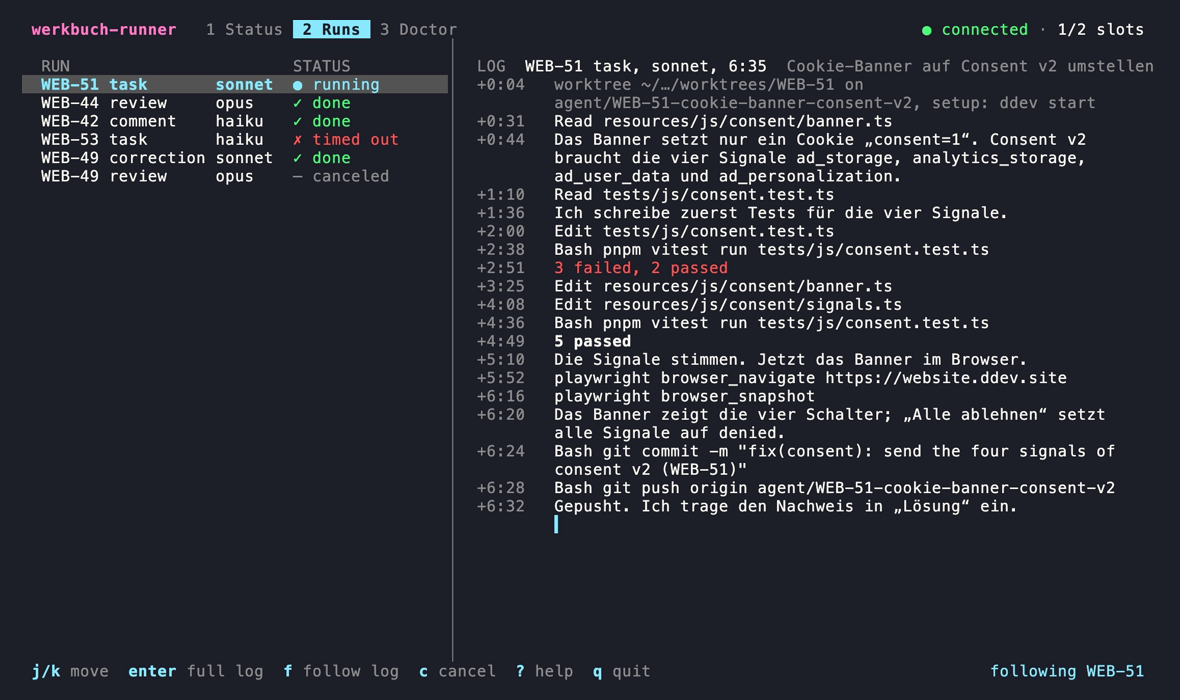 werkbuch-runner 1 Status 2 Runs 3 Doctor ● connected · 1/2 slots
RUN STATUS
WEB-51 task sonnet ● running
WEB-44 review opus ✓ done
WEB-42 comment haiku ✓ done
WEB-53 task haiku ✗ timed out
WEB-49 correction sonnet ✓ done
WEB-49 review opus — canceled
LOG WEB-51 task, sonnet, 6:35 Cookie-Banner auf Consent v2 umstellen
+0:04 worktree ~/…/worktrees/WEB-51 on
agent/WEB-51-cookie-banner-consent-v2, setup: ddev start
+0:31 Read resources/js/consent/banner.ts
+0:44 Das Banner setzt nur ein Cookie „consent=1“. Consent v2
braucht die vier Signale ad_storage, analytics_storage,
ad_user_data und ad_personalization.
+1:10 Read tests/js/consent.test.ts
+1:36 Ich schreibe zuerst Tests für die vier Signale.
+2:00 Edit tests/js/consent.test.ts
+2:38 Bash pnpm vitest run tests/js/consent.test.ts
+2:51 3 failed, 2 passed
+3:25 Edit resources/js/consent/banner.ts
+4:08 Edit resources/js/consent/signals.ts
+4:36 Bash pnpm vitest run tests/js/consent.test.ts
+4:49 5 passed
+5:10 Die Signale stimmen. Jetzt das Banner im Browser.
+5:52 playwright browser_navigate https://website.ddev.site
+6:16 playwright browser_snapshot
+6:20 Das Banner zeigt die vier Schalter; „Alle ablehnen“ setzt
alle Signale auf denied.
+6:24 Bash git commit -m "fix(consent): send the four signals of
consent v2 (WEB-51)"
+6:28 Bash git push origin agent/WEB-51-cookie-banner-consent-v2
+6:32 Gepusht. Ich trage den Nachweis in „Lösung“ ein.
j/k move enter full log f follow log c cancel ? help q quit following WEB-51